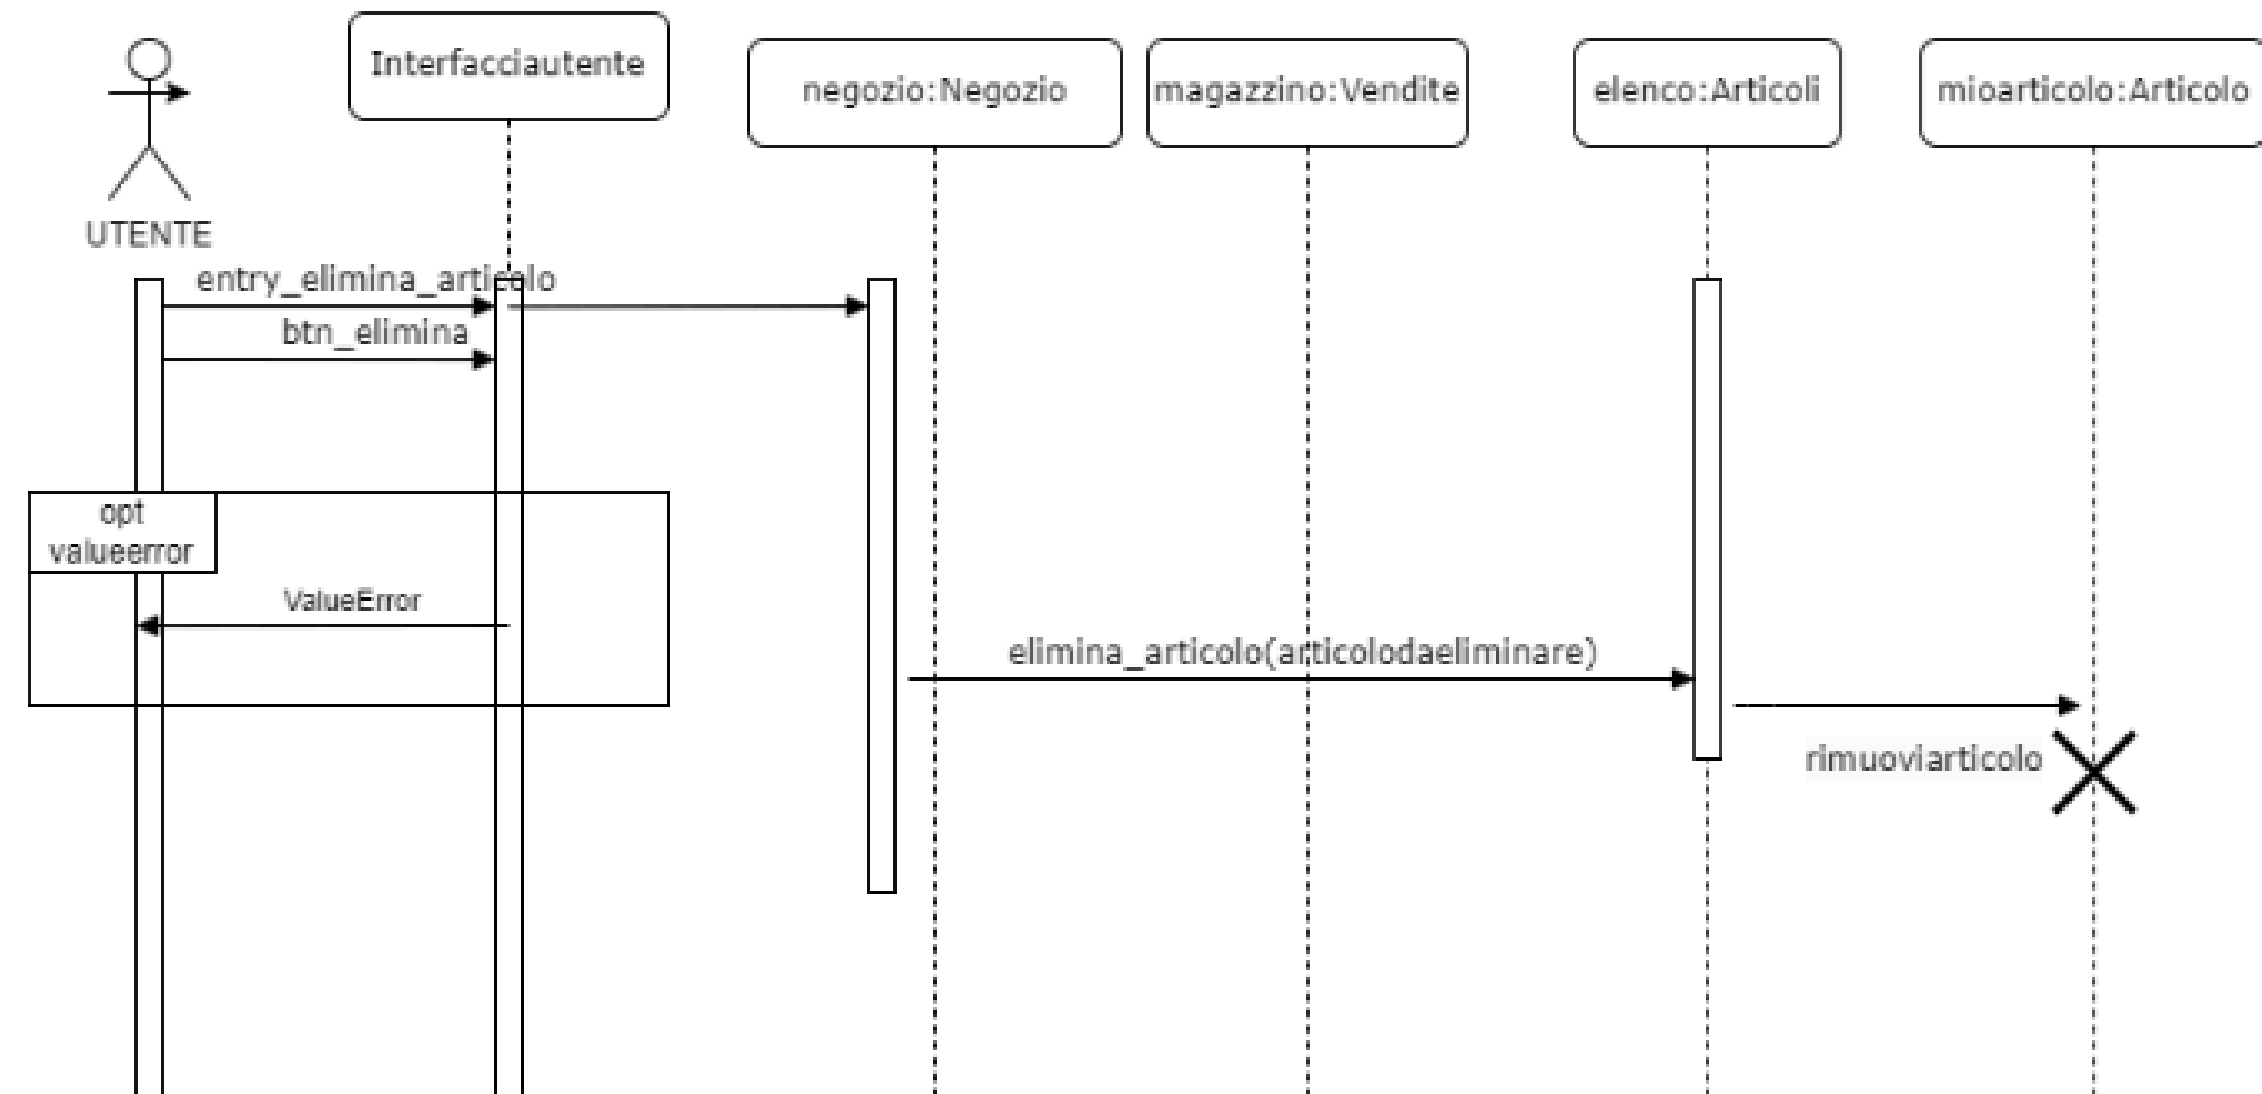 Interfacciautente
negozio:Negozio
magazzino:Vendite
elenco:Articoli
mioarticolo:Articolo
UTENTE
entry_elimina_articolo
btn_elimina
opt
valueerror
ValueError
elimina_articolo(articolodaeliminare)
rimuoviarticolo